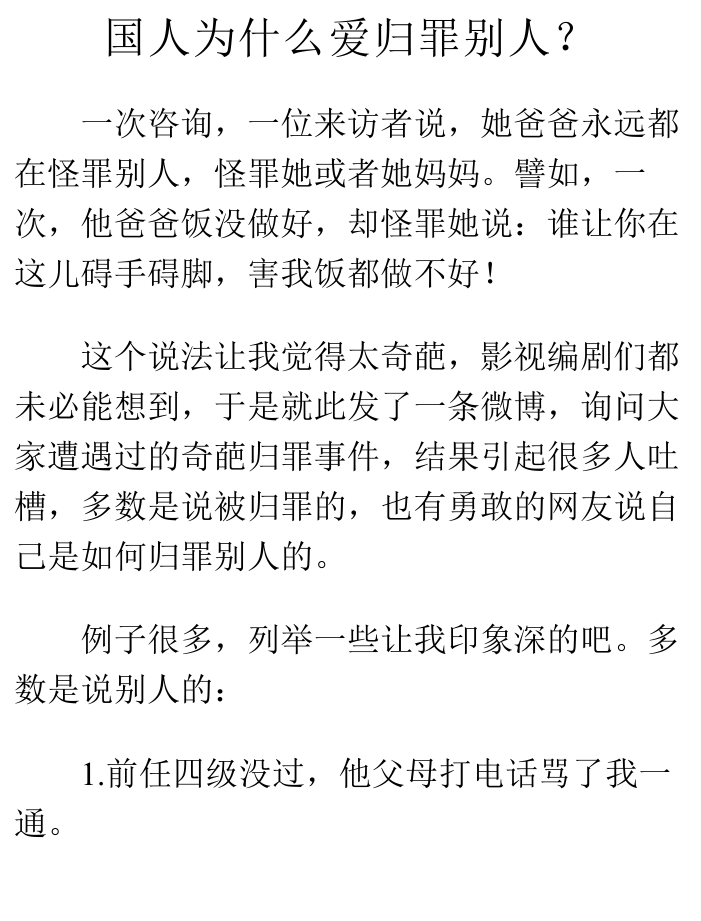 国人为什么爱归罪别人？
一次咨询，一位来访者说，她爸爸永远都
在怪罪别人，怪罪她或者她妈妈。譬如，一
次，他爸爸饭没做好，却怪罪她说：谁让你在
这儿碍手碍脚，害我饭都做不好！
这个说法让我觉得太奇葩，影视编剧们都
未必能想到，于是就此发了一条微博，询问大
家遭遇过的奇葩归罪事件，结果引起很多人吐
槽，多数是说被归罪的，也有勇敢的网友说自
己是如何归罪别人的。
例子很多，列举一些让我印象深的吧。多
数是说别人的：
1.前任四级没过，他父母打电话骂了我一
通。